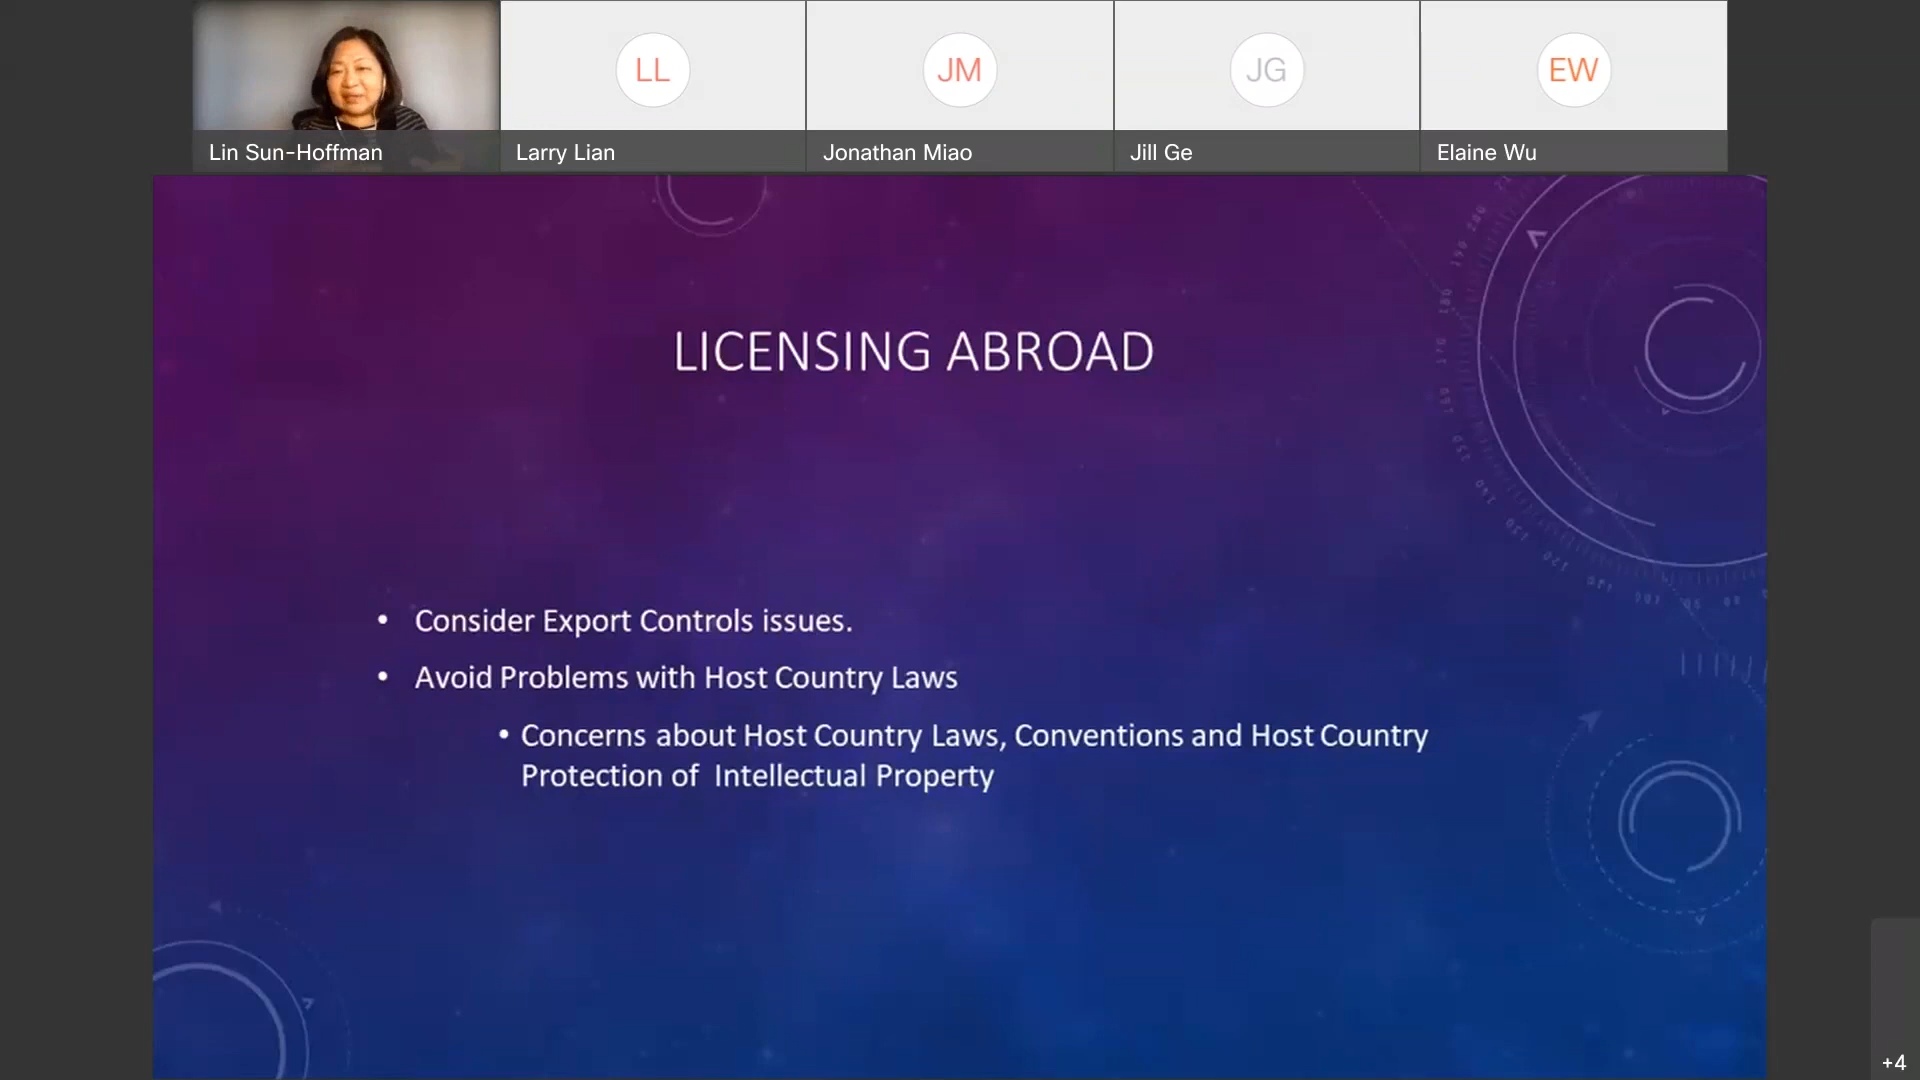 LL
JM
JG
EW
Lin Sun-Hoffman
Larry Lian
Jonathan Miao
Jill Ge
Elaine Wu
LICENSING ABROAD
• Consider Export Controls issues.
• Avoid Problems with Host Country Laws
• Concerns about Host Country Laws, Conventions and Host Country
Protection of Intellectual Property
+4